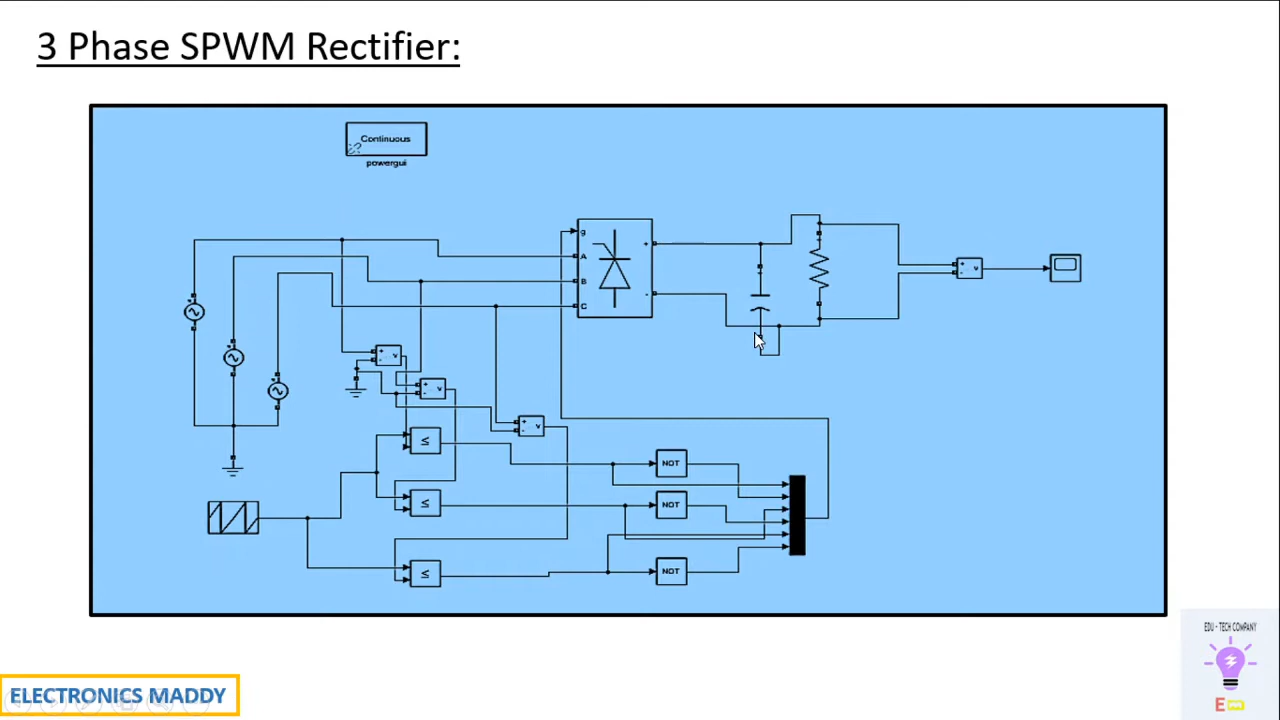 3 Phase SPWM Rectifier:
Continuous
powergui
g
A
B
C
+
-
+
-
v
+
-
v
+
-
v
+
-
v
≤
≤
≤
NOT
NOT
NOT
EDU - TECH COMPANY
E
ELECTRONICS MADDY